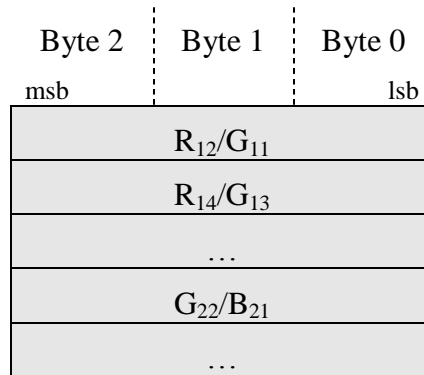 Byte 2 Byte 1 Byte 0
msb lsb
R₁₂/G₁₁
R₁₄/G₁₃
…
G₂₂/B₂₁
…